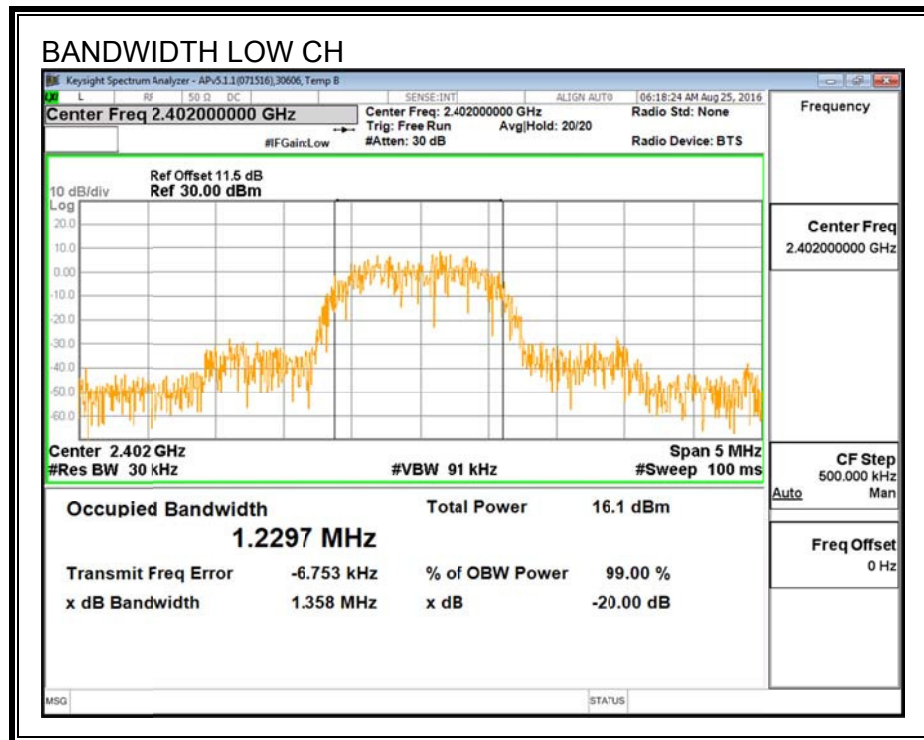 BANDWIDTH LOW CH
Keysight Spectrum Analyzer - APv5.1.1(071516),30606, Temp B
L RF 50 Ω DC SENSE:INT ALIGN AUTO 06:18:24 AM Aug 25, 2016
Center Freq 2.402000000 GHz
Center Freq: 2.402000000 GHz
Radio Std: None
Trig: Free Run Avg|Hold: 20/20
#IFGain:Low #Atten: 30 dB Radio Device: BTS
Ref Offset 11.5 dB
10 dB/div Ref 30.00 dBm
Log
20.0
10.0
0.00
-10.0
-20.0
-30.0
-40.0
-50.0
-60.0
Center 2.402 GHz Span 5 MHz
#Res BW 30 kHz #VBW 91 kHz #Sweep 100 ms
Occupied Bandwidth Total Power 16.1 dBm
1.2297 MHz
Transmit Freq Error -6.753 kHz % of OBW Power 99.00 %
x dB Bandwidth 1.358 MHz x dB -20.00 dB
MSG STATUS
Frequency
Center Freq
2.402000000 GHz
CF Step
500.000 kHz
Auto Man
Freq Offset
0 Hz